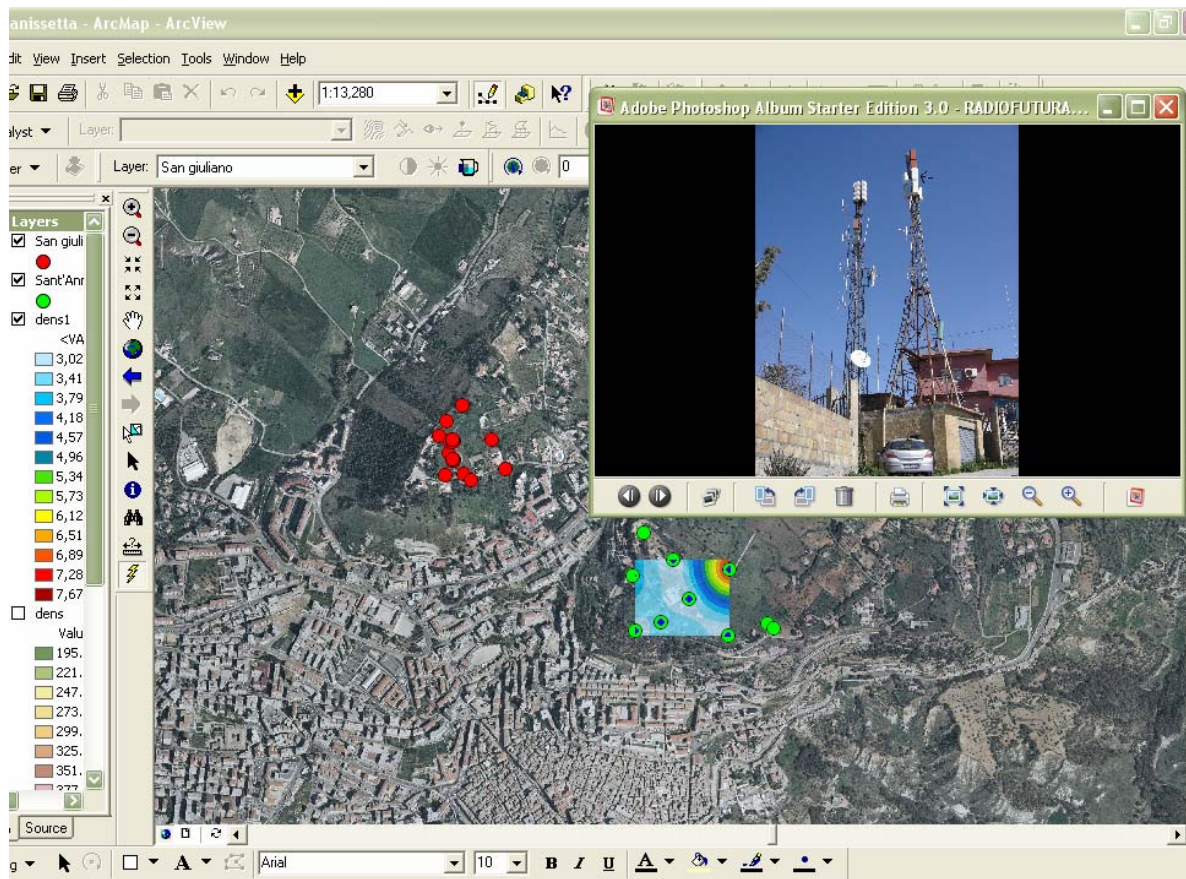 anissetta - ArcMap - ArcView
dit View Insert Selection Tools Window Help
1:13,280
Adobe Photoshop Album Starter Edition 3.0 - RADIOFUTURA...
alyst
Layer:
er
Layer: San giuliano
0
Layers
San giuli
Sant'Anr
dens1
<VA
3,02
3,41
3,79
4,18
4,57
4,96
5,34
5,73
6,12
6,51
6,89
7,28
7,67
dens
Valu
195.
221.
247.
273.
299.
325.
351.
377
Source
g
A
Arial
10
B I U A